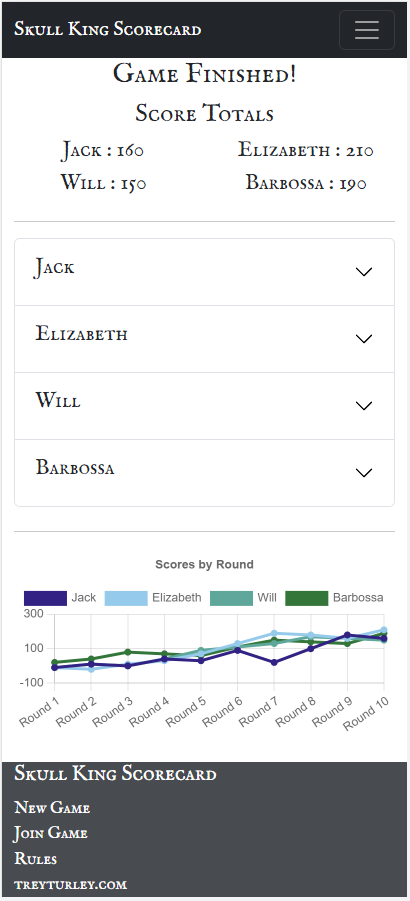 Skull King Scorecard
Game Finished!
Score Totals
Jack : 160 Elizabeth : 210
Will : 150 Barbossa : 190
Jack
Elizabeth
Will
Barbossa
Scores by Round
Jack Elizabeth Will Barbossa
300
100
-100
Round 1 Round 2 Round 3 Round 4 Round 5 Round 6 Round 7 Round 8 Round 9 Round 10
Skull King Scorecard
New Game
Join Game
Rules
treyturley.com